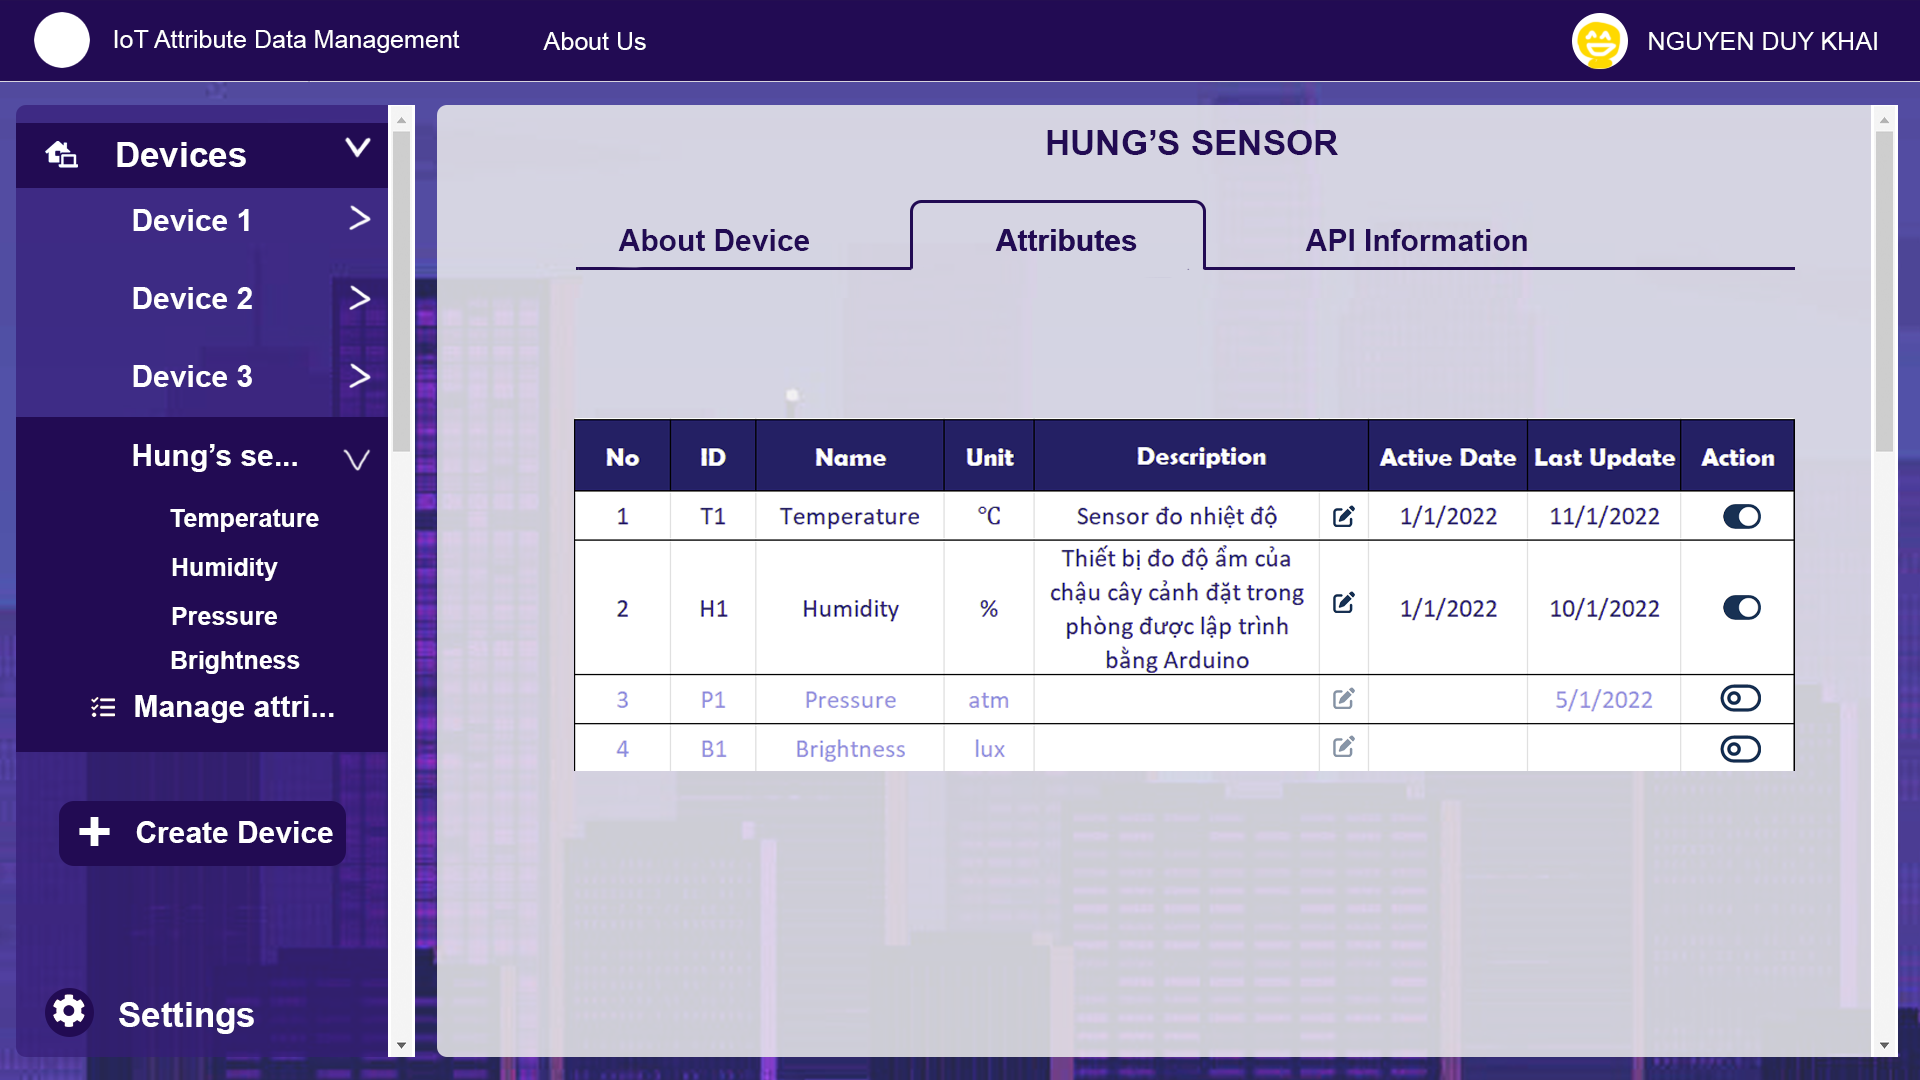 IoT Attribute Data Management
About Us
NGUYEN DUY KHAI
Devices
Device 1
Device 2
Device 3
Hung’s se...
Temperature
Humidity
Pressure
Brightness
Manage attri...
Create Device
Settings
HUNG’S SENSOR
About Device
Attributes
API Information
No ID Name Unit Description Active Date Last Update Action
1 T1 Temperature °C Sensor đo nhiệt độ 1/1/2022 11/1/2022
2 H1 Humidity % Thiết bị đo độ ẩm của
chậu cây cảnh đặt trong
phòng được lập trình
bằng Arduino 1/1/2022 10/1/2022
3 P1 Pressure atm 5/1/2022
4 B1 Brightness lux